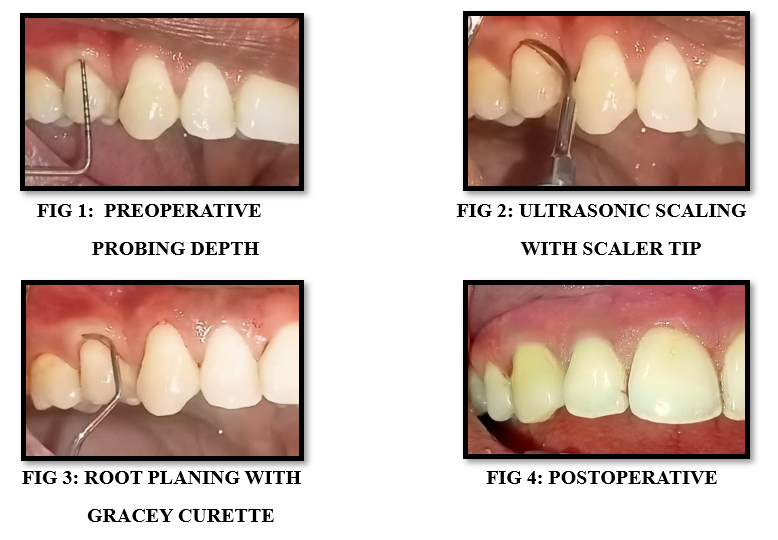 FIG 1: PREOPERATIVE
PROBING DEPTH
FIG 2: ULTRASONIC SCALING
WITH SCALER TIP
FIG 3: ROOT PLANING WITH
GRACEY CURETTE
FIG 4: POSTOPERATIVE